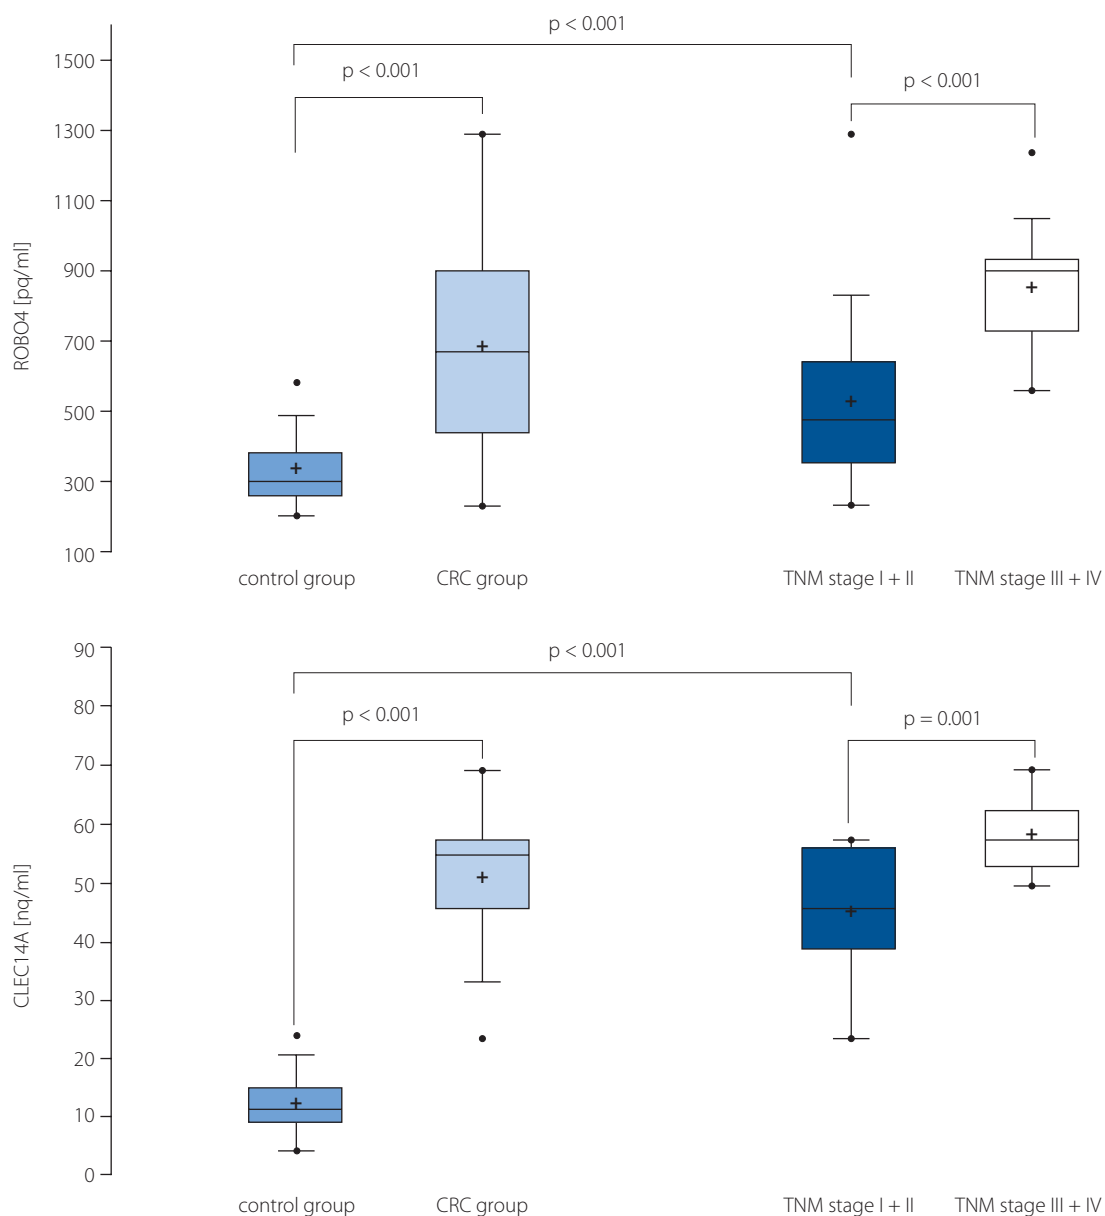 p < 0.001
p < 0.001
p < 0.001
1500
1300
1100
900
700
500
300
100
ROBO4 [pq/ml]
control group
CRC group
TNM stage I + II
TNM stage III + IV
p < 0.001
p < 0.001
p = 0.001
90
80
70
60
50
40
30
20
10
0
CLEC14A [nq/ml]
control group
CRC group
TNM stage I + II
TNM stage III + IV